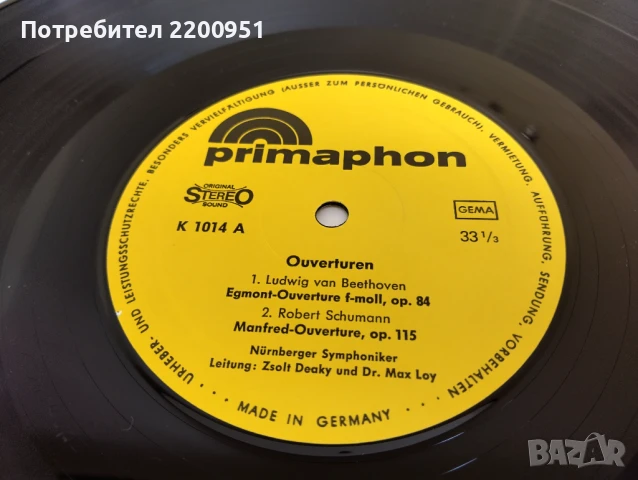 Потребител 2200951
URHEBER- UND LEISTUNGSSCHUTZRECHTE, BESONDERS VERVIELFÄLTIGUNG (AUSSER ZUM PERSÖNLICHEN GEBRAUCH), VERMIETUNG, AUFFÜHRUNG, SENDUNG, VORBEHALTEN
primaphon
ORIGINAL
STEREO
SOUND
GEMA
K 1014 A
33 1/3
Ouverturen
1. Ludwig van Beethoven
Egmont-Ouverture f-moll, op. 84
2. Robert Schumann
Manfred-Ouverture, op. 115
Nürnberger Symphoniker
Leitung: Zsolt Deaky und Dr. Max Loy
MADE IN GERMANY
BAZAR